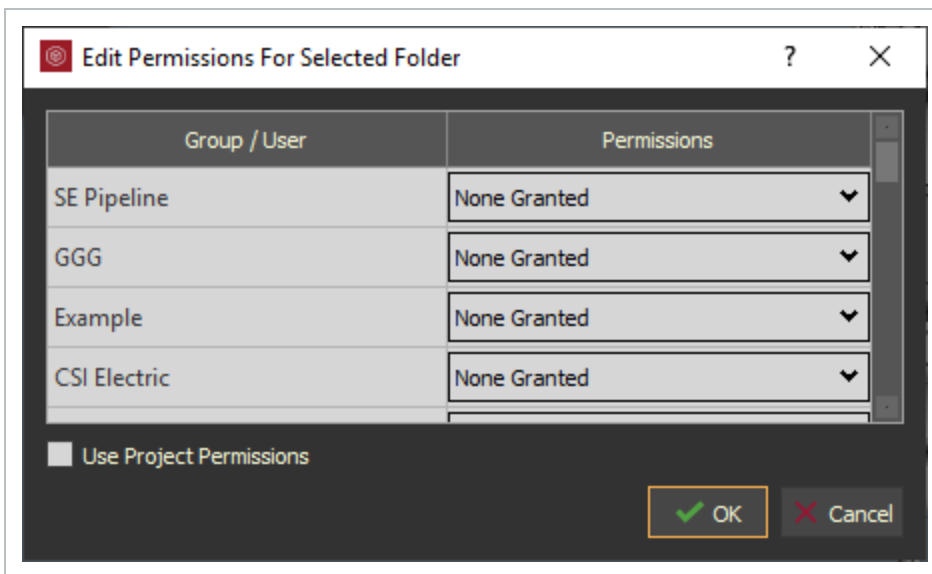 Edit Permissions For Selected Folder ?
Group / User Permissions
SE Pipeline None Granted
GGG None Granted
Example None Granted
CSI Electric None Granted
Use Project Permissions
OK Cancel